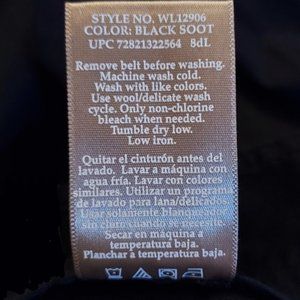 STYLE NO. WL12906
COLOR: BLACK SOOT
UPC 72821322564 8dL
Remove belt before washing.
Machine wash cold.
Wash with like colors.
Use wool/delicate wash
cycle. Only non-chlorine
bleach when needed.
Tumble dry low.
Low iron.
Quitar el cinturón antes del
lavado. Lavar a máquina con
agua fría. Lavar con colores
similares. Utilizar un programa
de lavado para lana/delicados.
Usar solamente blanqueador
sin cloro cuando se necesite.
Secar en máquina a
temperatura baja.
Planchar a temperatura baja.